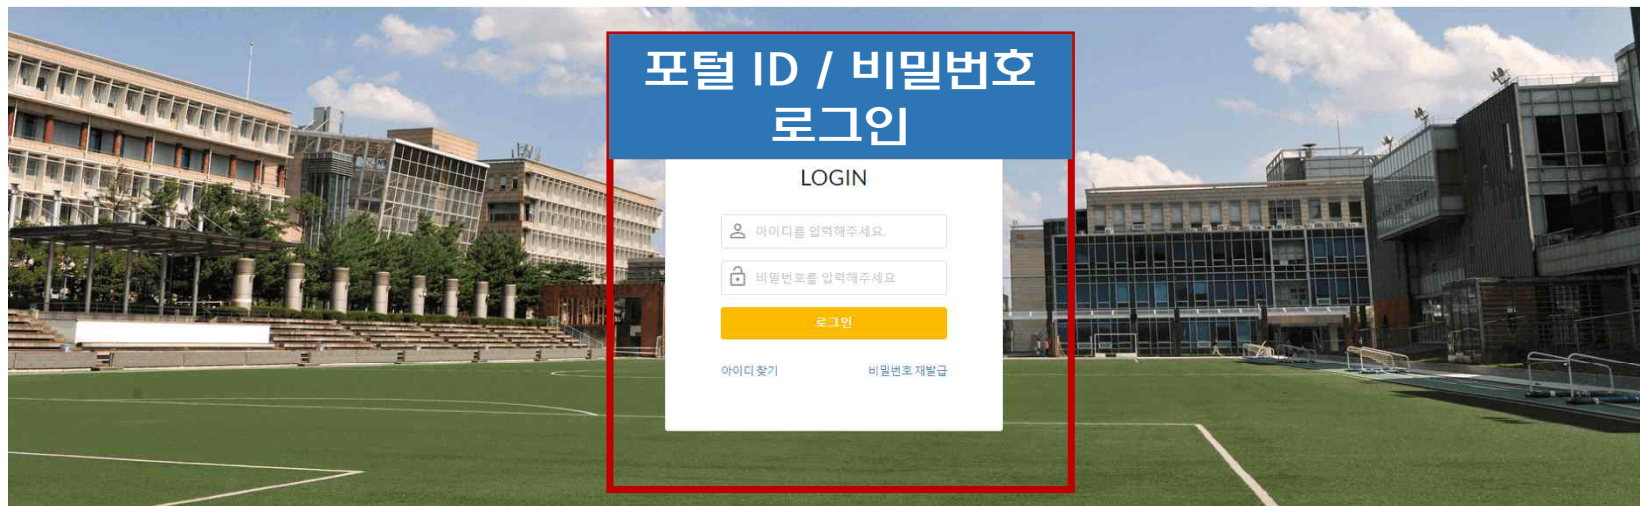 포털 ID / 비밀번호
로그인
LOGIN
아이디를 입력해주세요.
비밀번호를 입력해주세요
로그인
아이디 찾기
비밀번호 재발급